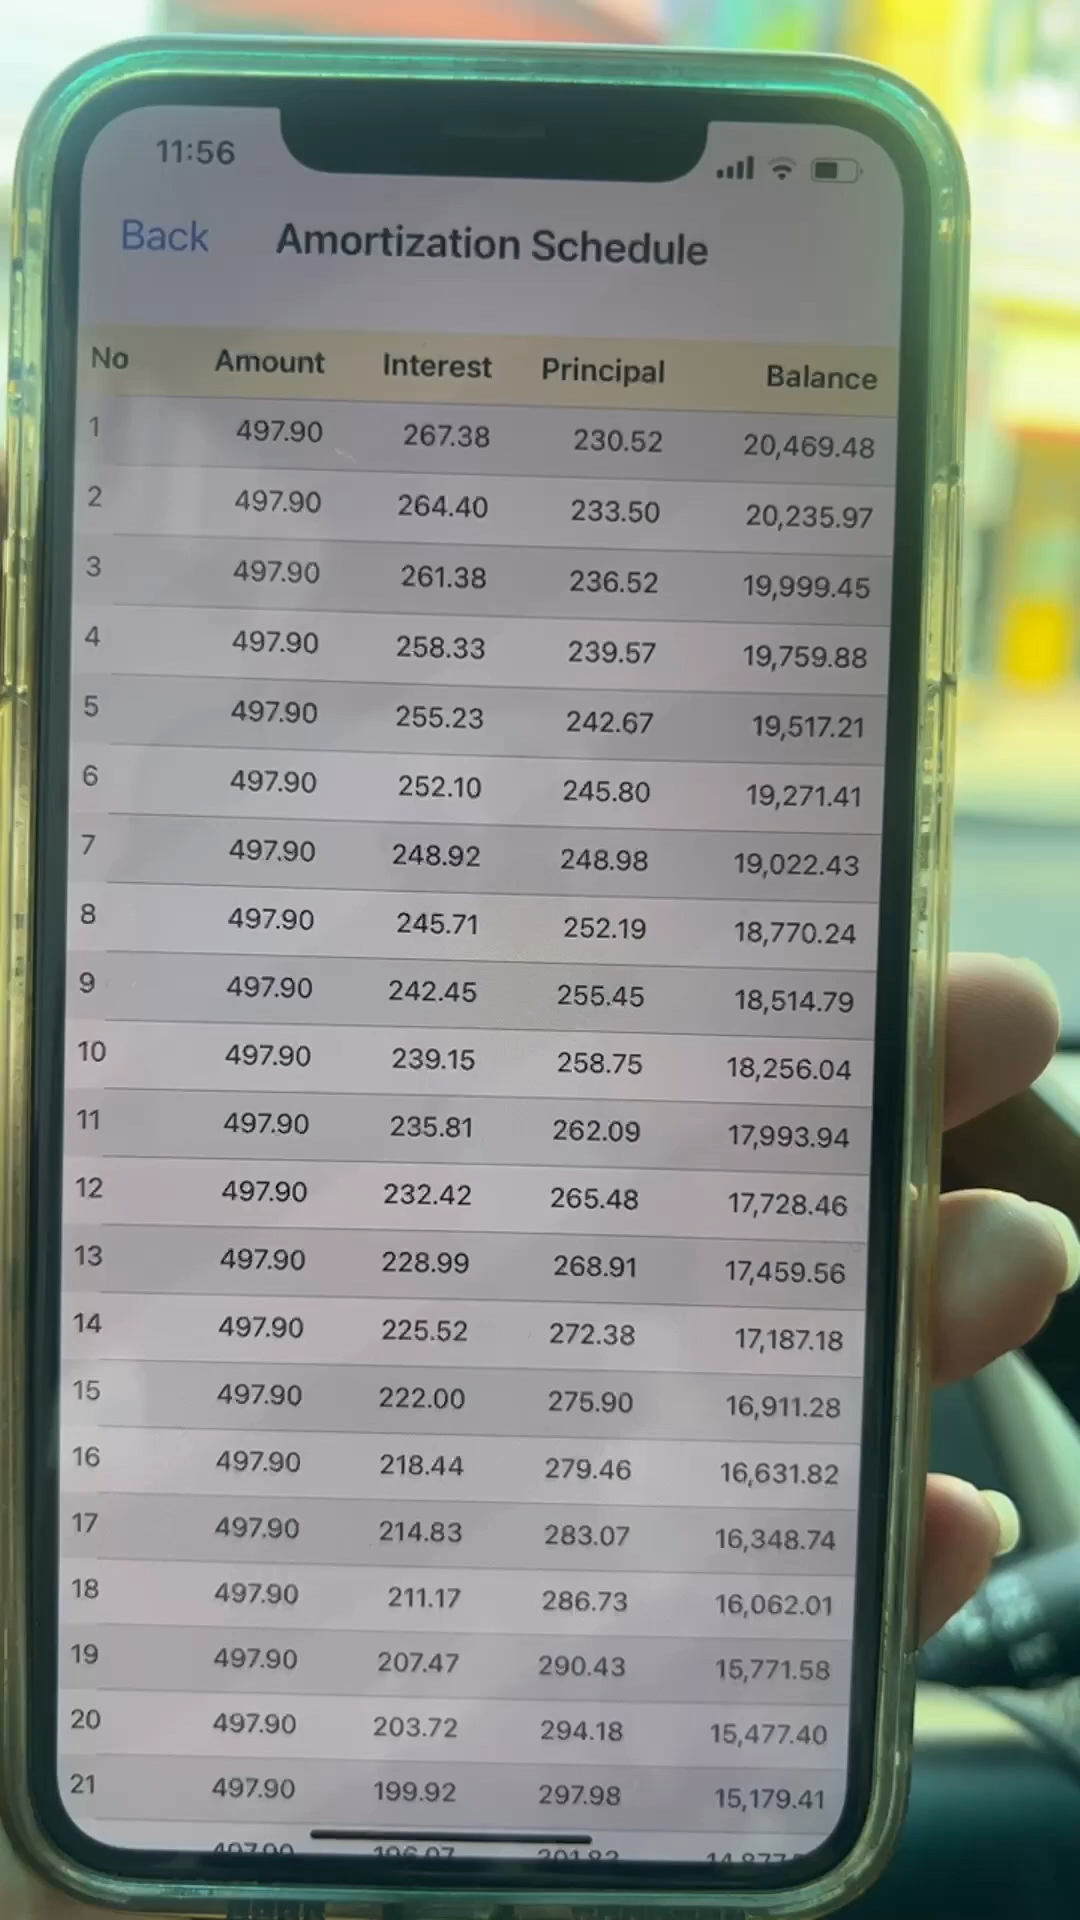 11:56
Back Amortization Schedule
No Amount Interest Principal Balance
1 497.90 267.38 230.52 20,469.48
2 497.90 264.40 233.50 20,235.97
3 497.90 261.38 236.52 19,999.45
4 497.90 258.33 239.57 19,759.88
5 497.90 255.23 242.67 19,517.21
6 497.90 252.10 245.80 19,271.41
7 497.90 248.92 248.98 19,022.43
8 497.90 245.71 252.19 18,770.24
9 497.90 242.45 255.45 18,514.79
10 497.90 239.15 258.75 18,256.04
11 497.90 235.81 262.09 17,993.94
12 497.90 232.42 265.48 17,728.46
13 497.90 228.99 268.91 17,459.56
14 497.90 225.52 272.38 17,187.18
15 497.90 222.00 275.90 16,911.28
16 497.90 218.44 279.46 16,631.82
17 497.90 214.83 283.07 16,348.74
18 497.90 211.17 286.73 16,062.01
19 497.90 207.47 290.43 15,771.58
20 497.90 203.72 294.18 15,477.40
21 497.90 199.92 297.98 15,179.41
497.90 196.07 301.83